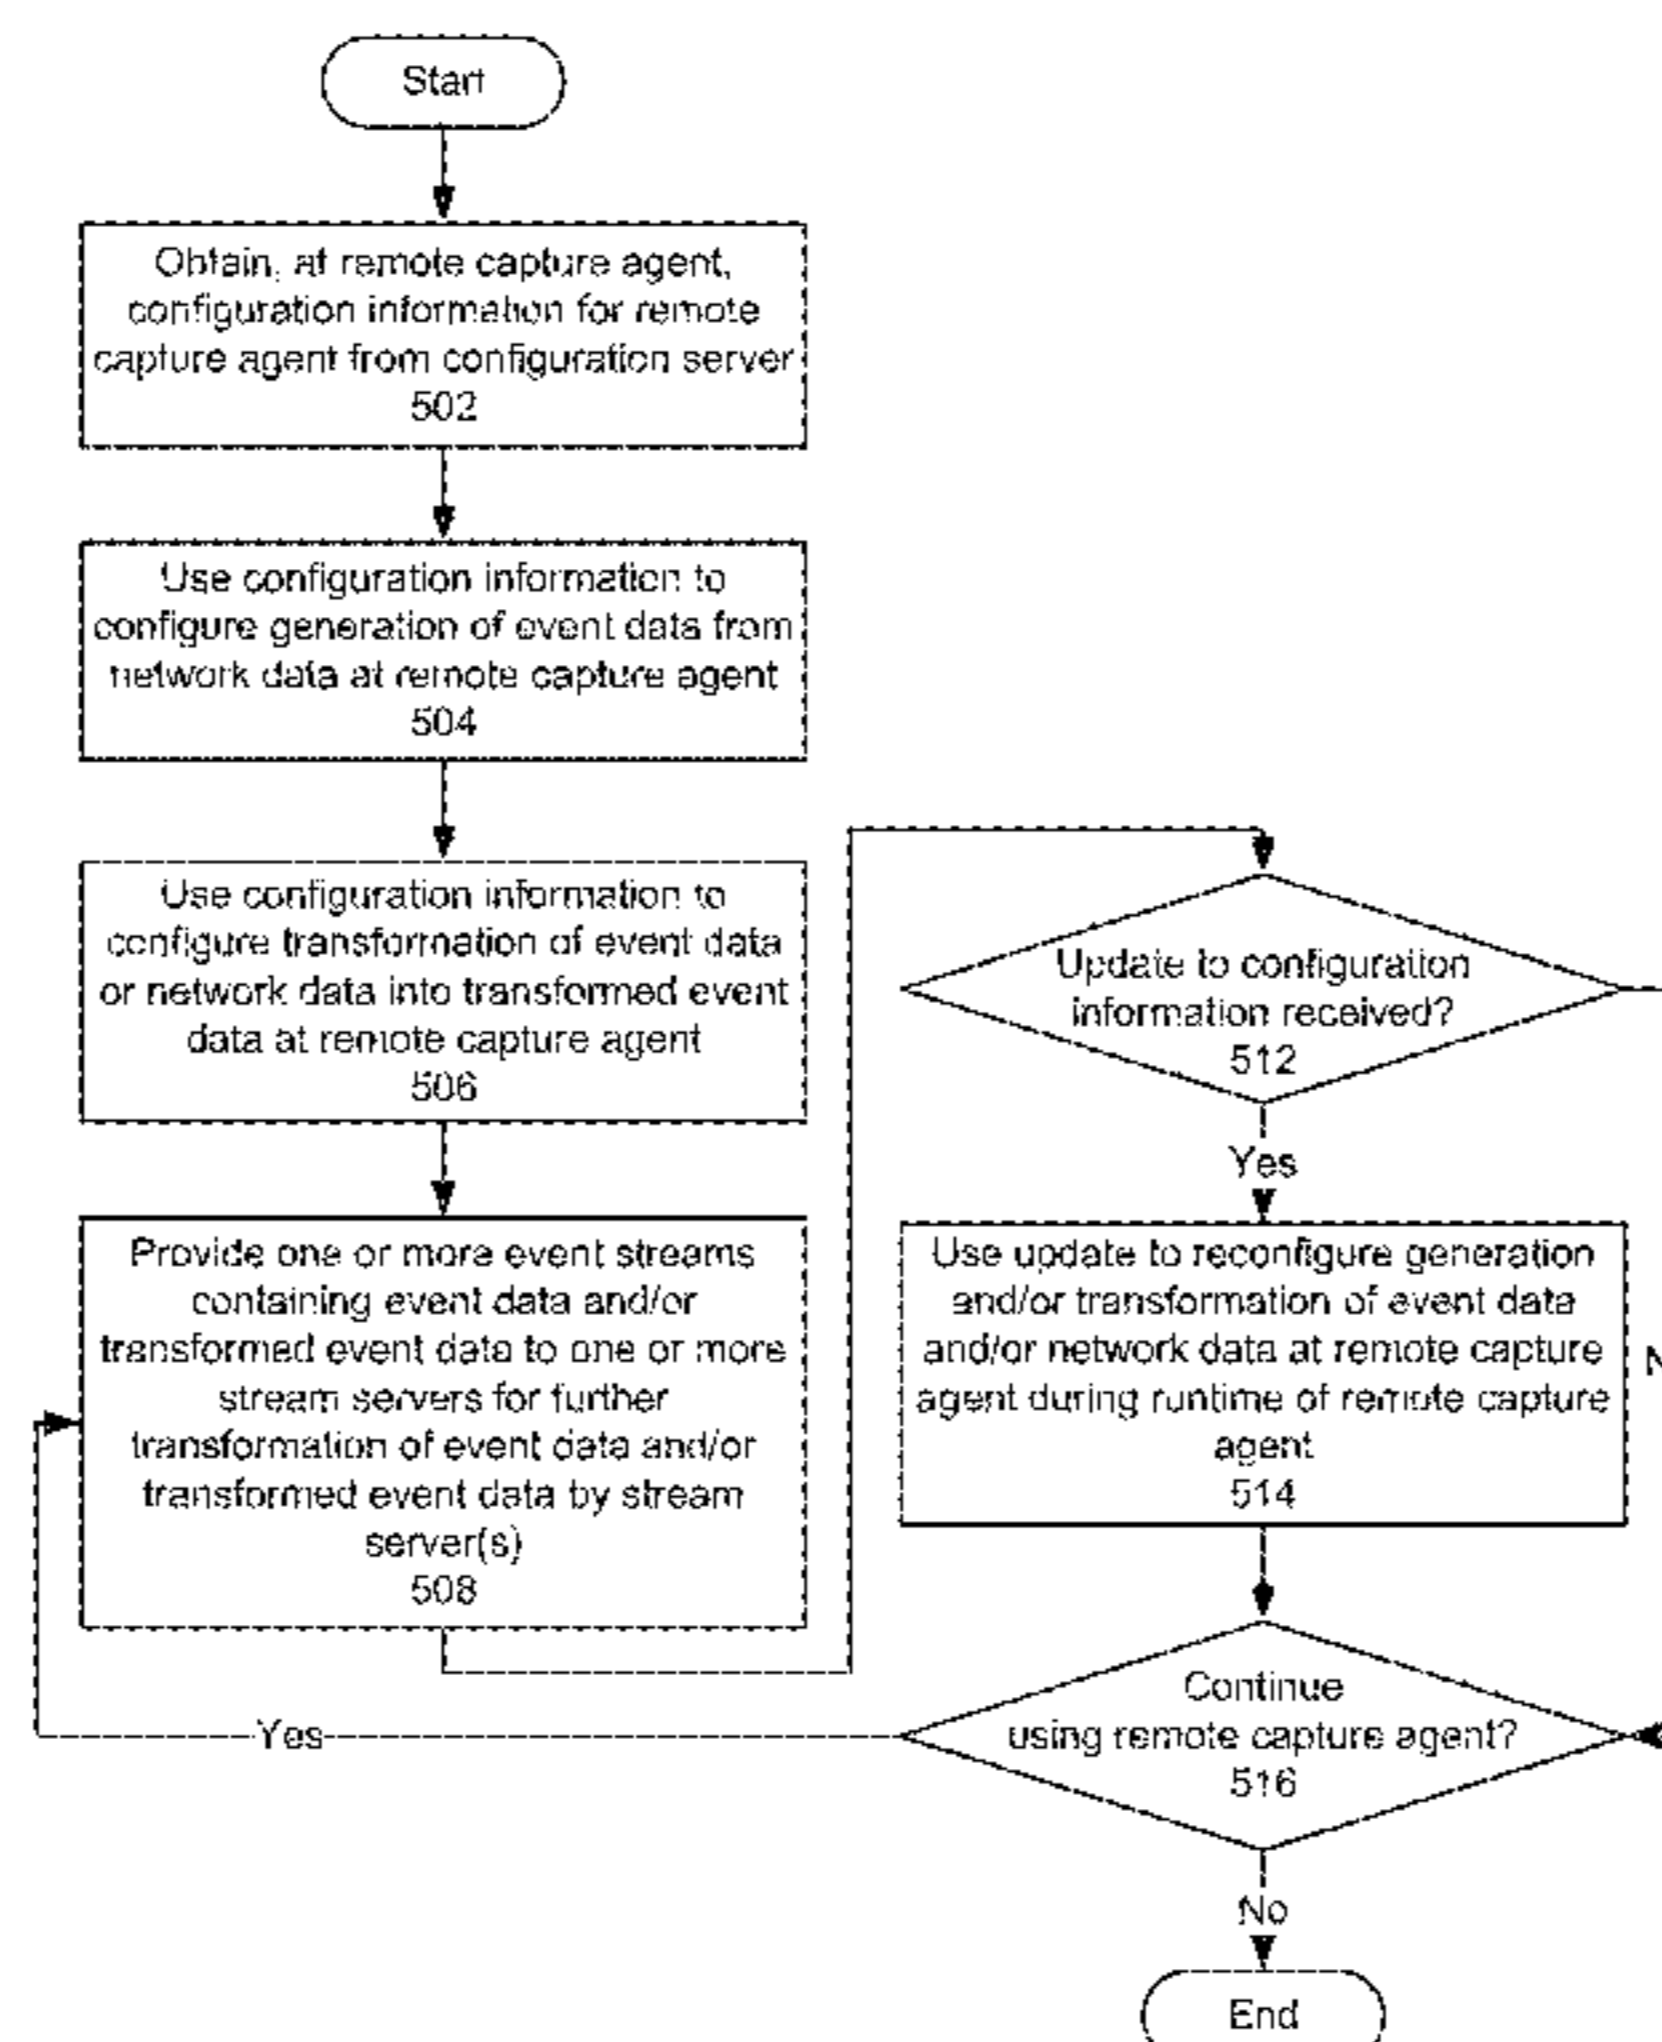 Start
Obtain, at remote capture agent,
configuration information for remote
capture agent from configuration server
502
Use configuration information to
configure generation of event data from
network data at remote capture agent
504
Use configuration information to
configure transformation of event data
or network data into transformed event
data at remote capture agent
506
Provide one or more event streams
containing event data and/or
transformed event data to one or more
stream servers for further
transformation of event data and/or
transformed event data by stream
server(s)
508
Update to configuration
information received?
512
Yes
Use update to reconfigure generation
and/or transformation of event data
and/or network data at remote capture
agent during runtime of remote capture
agent
514
Continue
using remote capture agent?
516
Yes
No
End